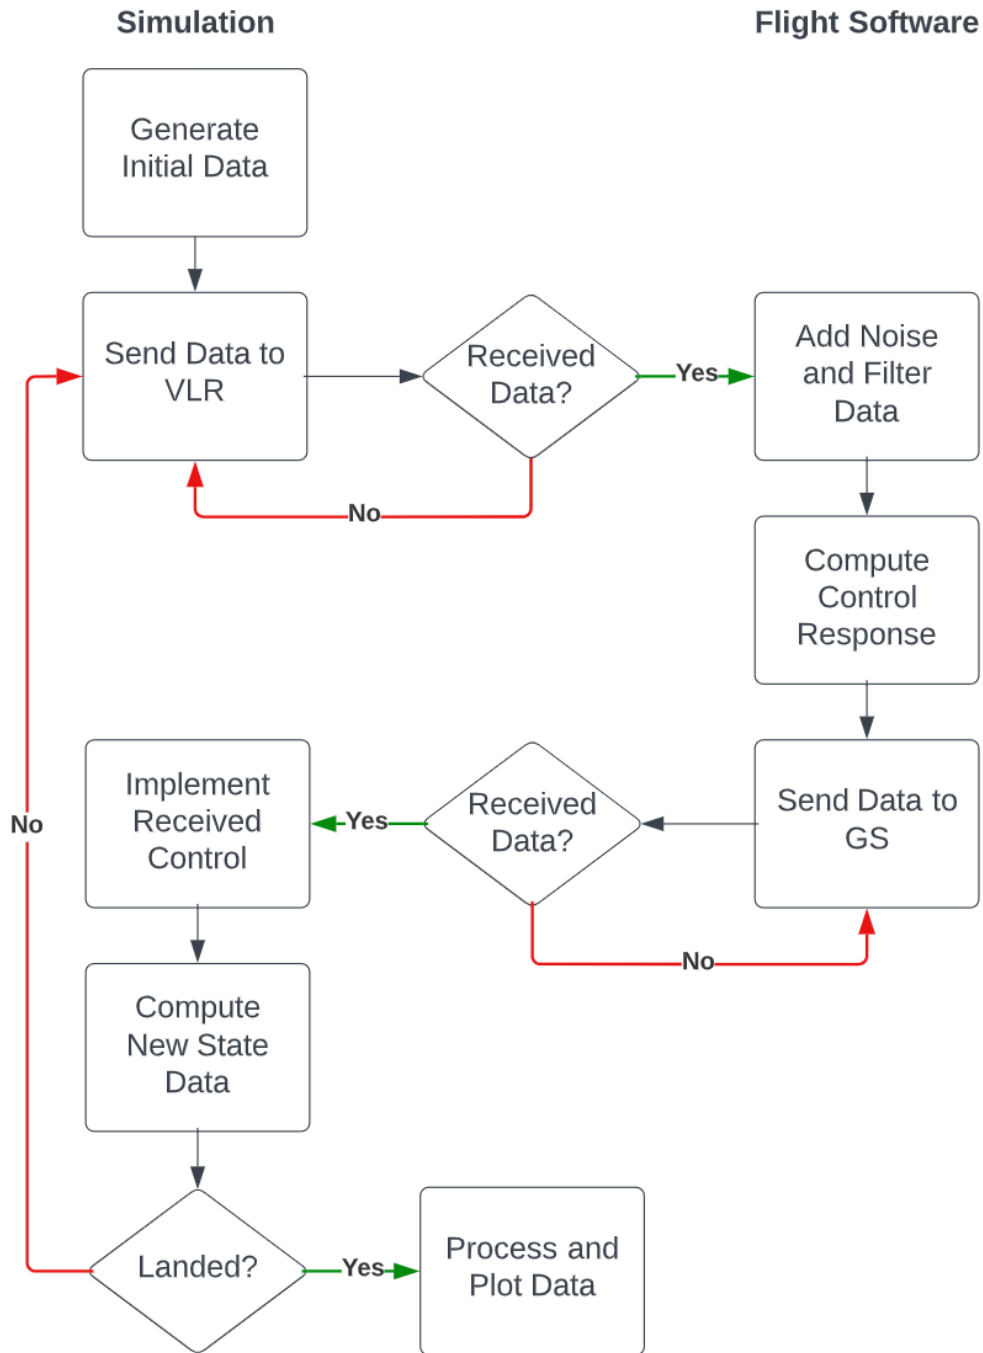 Simulation
Flight Software
Generate
Initial Data
Send Data to
VLR
Received
Data?
Yes
Add Noise
and Filter
Data
No
Compute
Control
Response
Implement
Received
Control
Yes
Received
Data?
Send Data to
GS
No
No
Compute
New State
Data
Landed?
Yes
Process and
Plot Data